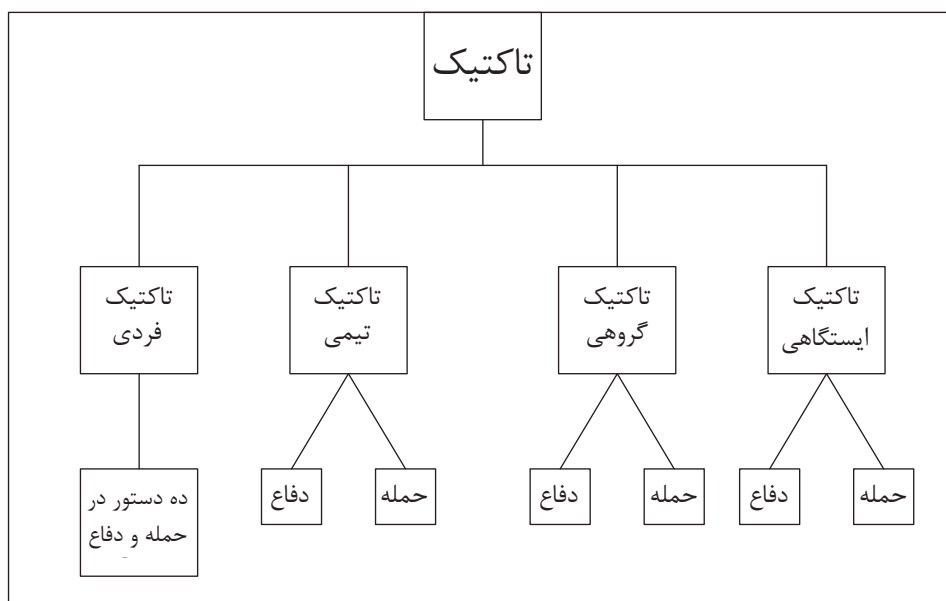 تاکتیک
تاکتیک
ایستگاهی
تاکتیک
گروهی
تاکتیک
تیمی
تاکتیک
فردی
حمله
دفاع
حمله
دفاع
حمله
دفاع
ده دستور در
حمله و دفاع